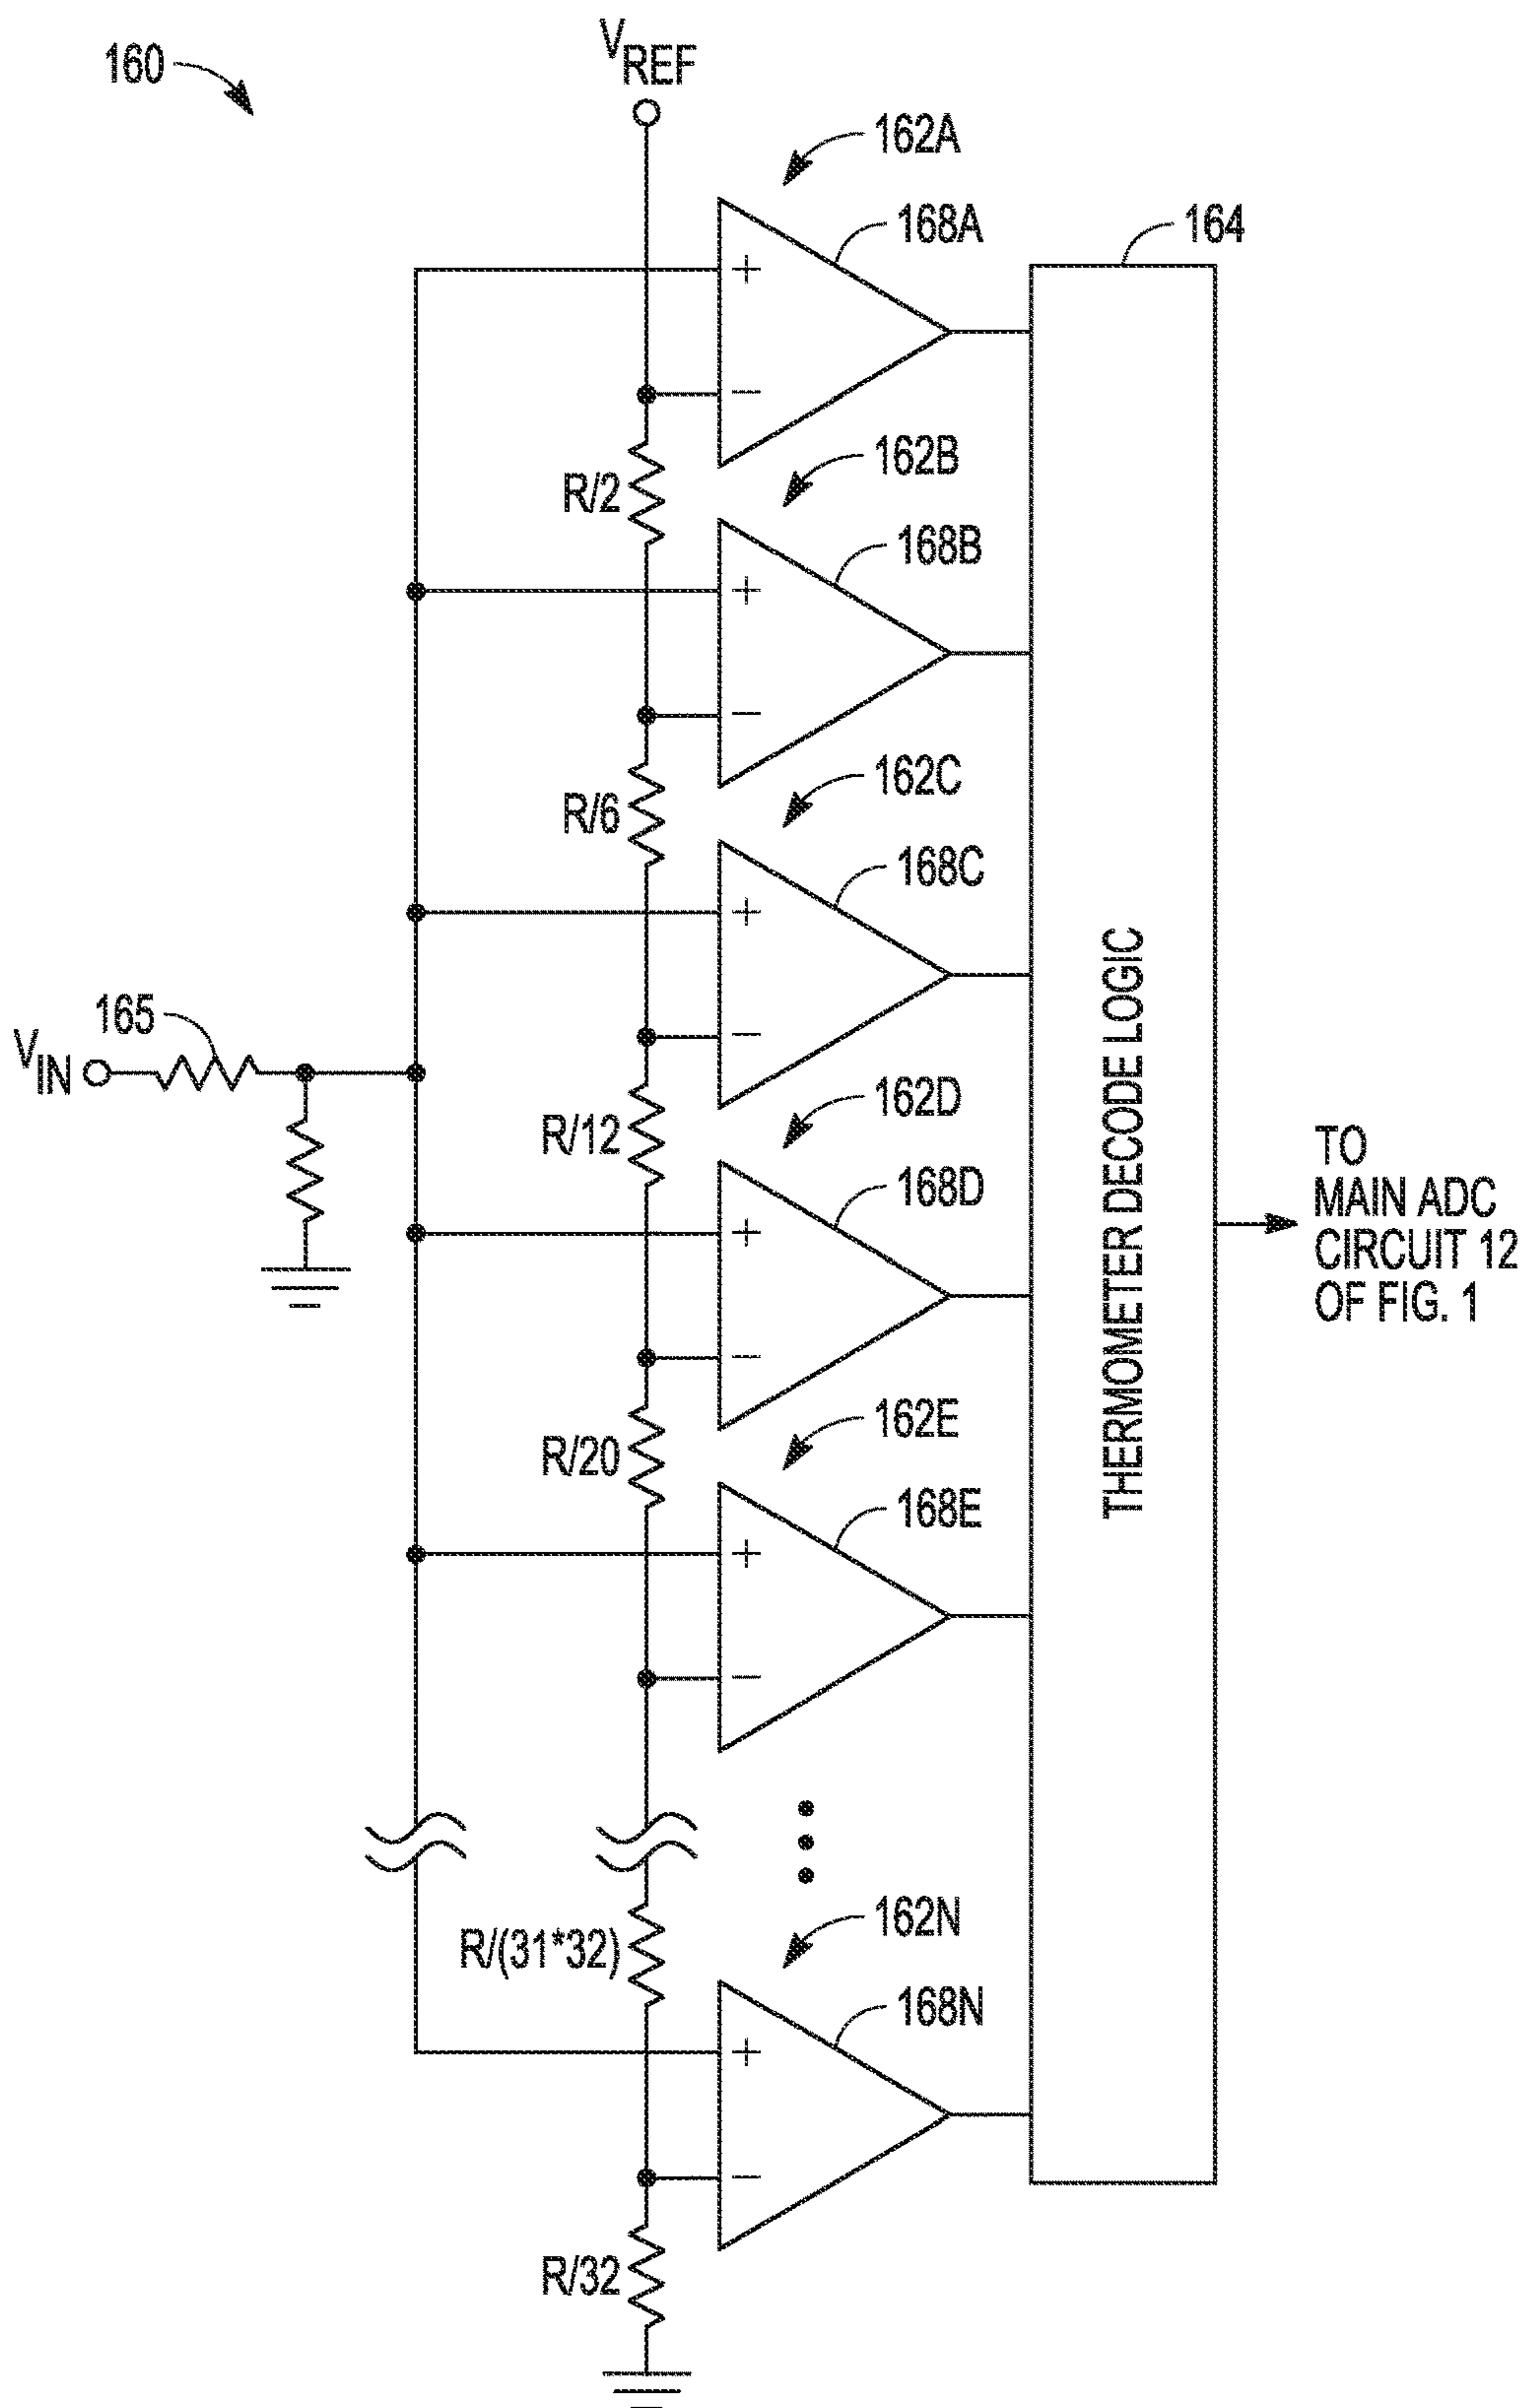 160
VREF
162A
168A
164
+
−
R/2
162B
168B
+
−
R/6
162C
168C
+
−
VIN
165
R/12
162D
168D
+
−
R/20
162E
168E
+
−
THERMOMETER DECODE LOGIC
TO
MAIN ADC
CIRCUIT 12
OF FIG. 1
R/(31*32)
162N
168N
+
−
R/32